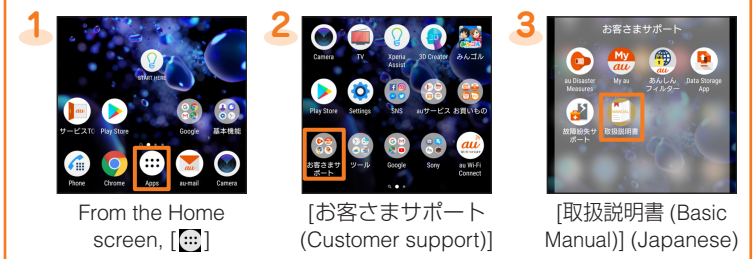 1
START HERE
サービスTO
Play Store
Google
基本機能
Phone
Chrome
Apps
au-mail
Camera
From the Home
screen, [ ]
2
Camera
TV
Xperia
Assist
3D Creator
みんゴル
Play Store
Settings
SNS
auサービス
お買いもの
お客さまサ
ポート
ツール
Google
Sony
au Wi-Fi
Connect
[お客さまサポート
(Customer support)]
3
お客さまサポート
au Disaster
Measures
My
au
My au
あんしん
フィルター
Data Storage
App
故障紛失サ
ポート
取扱説明書
[取扱説明書 (Basic
Manual)] (Japanese)